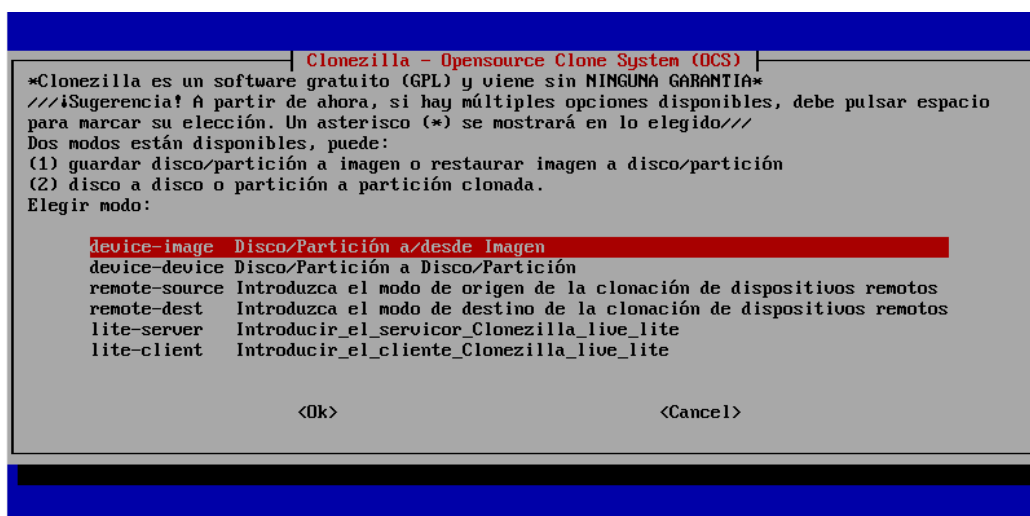 Clonezilla - Opensource Clone System (OCS)
*Clonezilla es un software gratuito (GPL) y viene sin NINGUNA GARANTIA*
///¡Sugerencia! A partir de ahora, si hay múltiples opciones disponibles, debe pulsar espacio
para marcar su elección. Un asterisco (*) se mostrará en lo elegido///
Dos modos están disponibles, puede:
(1) guardar disco/partición a imagen o restaurar imagen a disco/partición
(2) disco a disco o partición a partición clonada.
Elegir modo:
device-image Disco/Partición a/desde Imagen
device-device Disco/Partición a Disco/Partición
remote-source Introduzca el modo de origen de la clonación de dispositivos remotos
remote-dest Introduzca el modo de destino de la clonación de dispositivos remotos
lite-server Introducir_el_servicor_Clonezilla_live_lite
lite-client Introducir_el_cliente_Clonezilla_live_lite
<Ok> <Cancel>